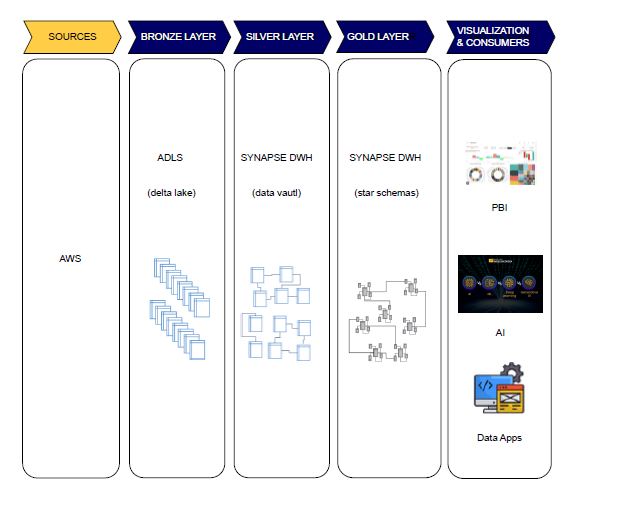 SOURCES
BRONZE LAYER
SILVER LAYER
GOLD LAYER
VISUALIZATION
& CONSUMERS
AWS
ADLS
(delta lake)
SYNAPSE DWH
(data vautl)
SYNAPSE DWH
(star schemas)
PBI
AI
Data Apps